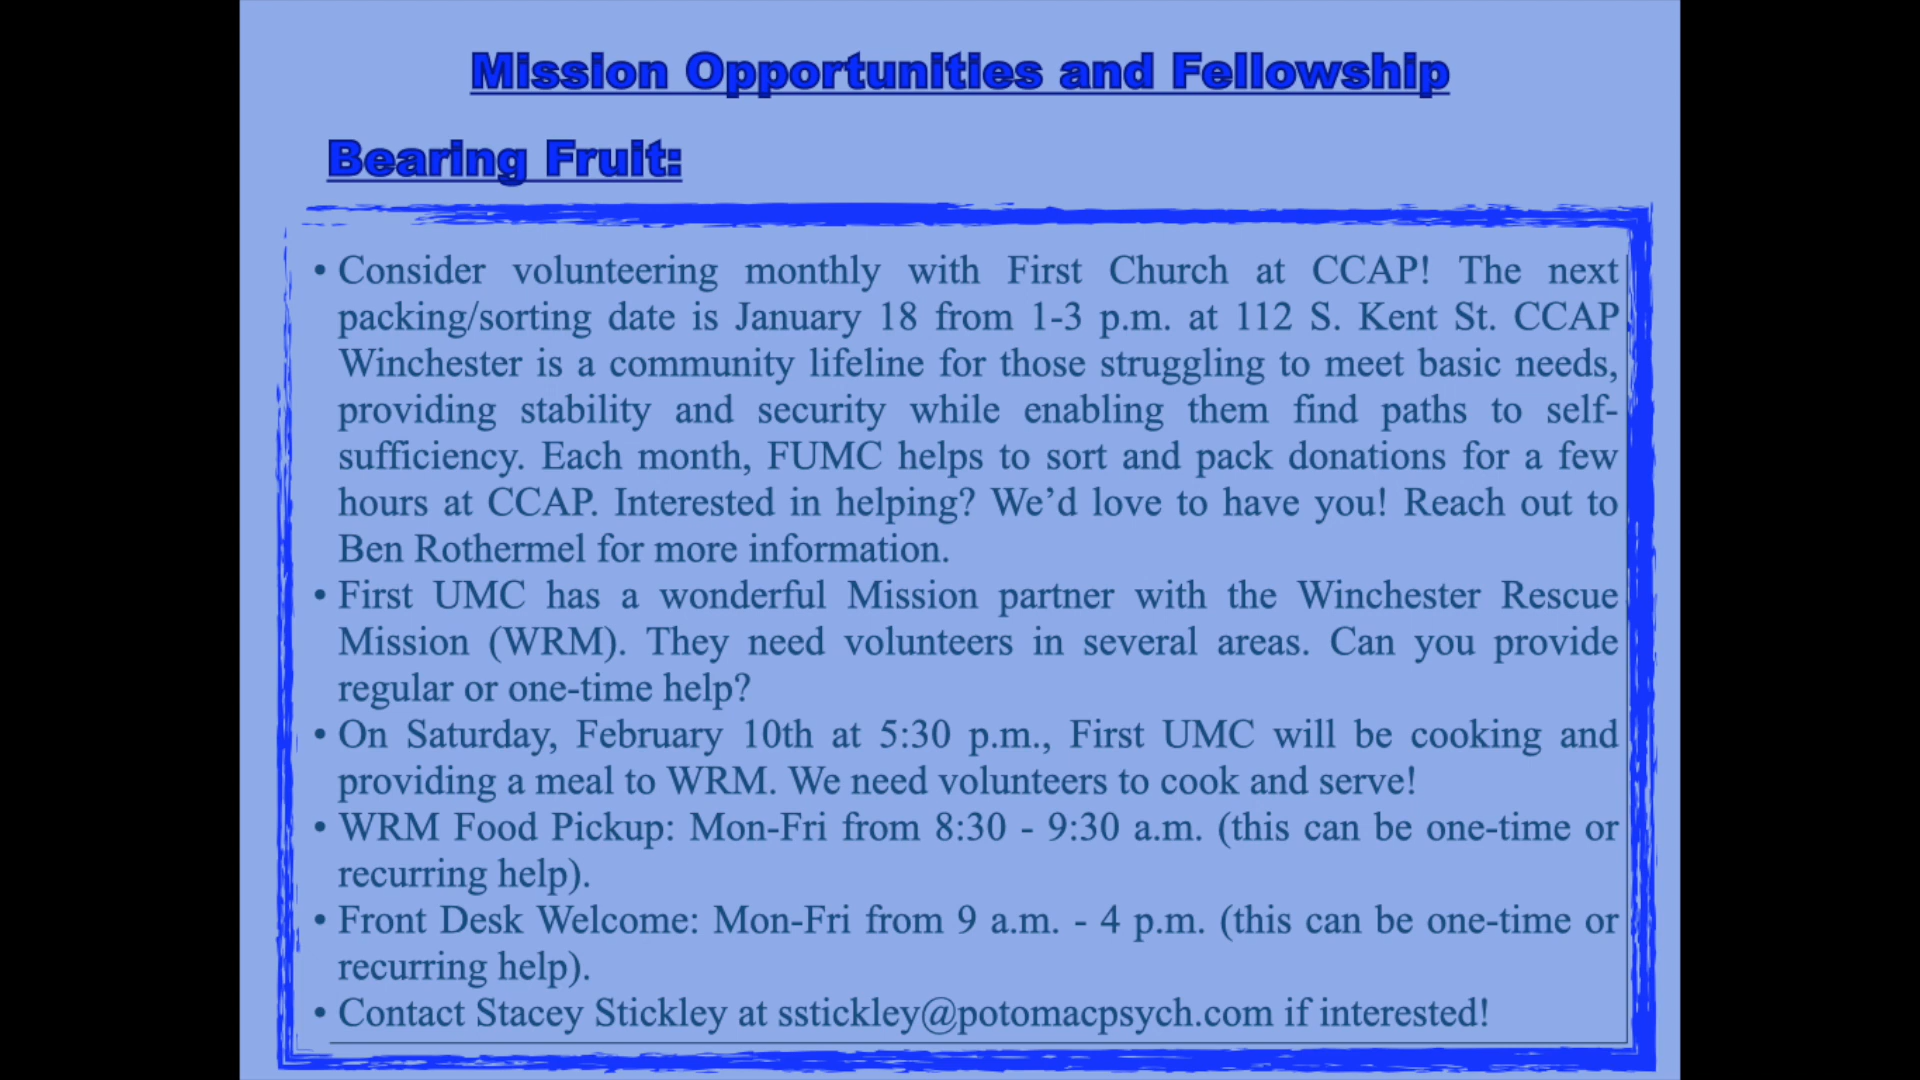 Mission Opportunities and Fellowship
Bearing Fruit:
• Consider volunteering monthly with First Church at CCAP! The next
packing/sorting date is January 18 from 1-3 p.m. at 112 S. Kent St. CCAP
Winchester is a community lifeline for those struggling to meet basic needs,
providing stability and security while enabling them find paths to self-
sufficiency. Each month, FUMC helps to sort and pack donations for a few
hours at CCAP. Interested in helping? We’d love to have you! Reach out to
Ben Rothermel for more information.
• First UMC has a wonderful Mission partner with the Winchester Rescue
Mission (WRM). They need volunteers in several areas. Can you provide
regular or one-time help?
• On Saturday, February 10th at 5:30 p.m., First UMC will be cooking and
providing a meal to WRM. We need volunteers to cook and serve!
• WRM Food Pickup: Mon-Fri from 8:30 - 9:30 a.m. (this can be one-time or
recurring help).
• Front Desk Welcome: Mon-Fri from 9 a.m. - 4 p.m. (this can be one-time or
recurring help).
• Contact Stacey Stickley at sstickley@potomacpsych.com if interested!